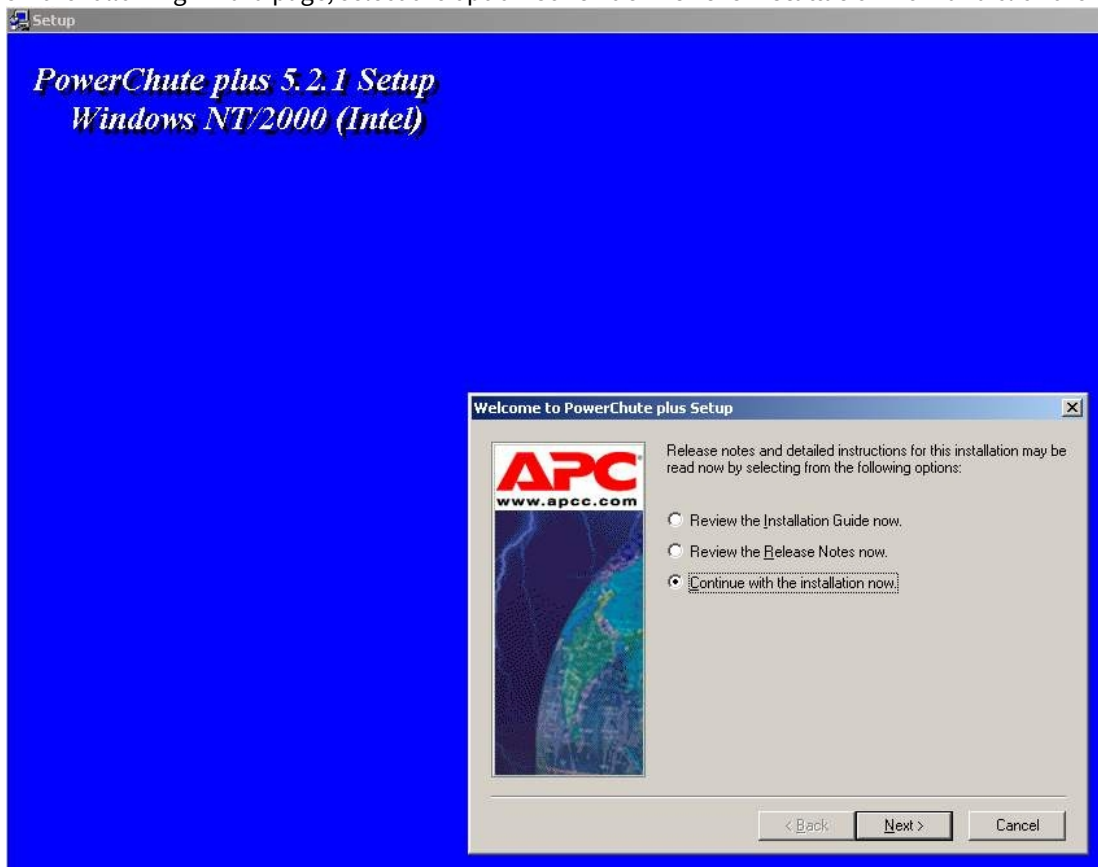 Setup
PowerChute plus 5.2.1 Setup
Windows NT/2000 (Intel)
Welcome to PowerChute plus Setup
APC
www.apcc.com
Release notes and detailed instructions for this installation may be
read now by selecting from the following options:
Review the Installation Guide now.
Review the Release Notes now.
Continue with the installation now.
< Back
Next >
Cancel